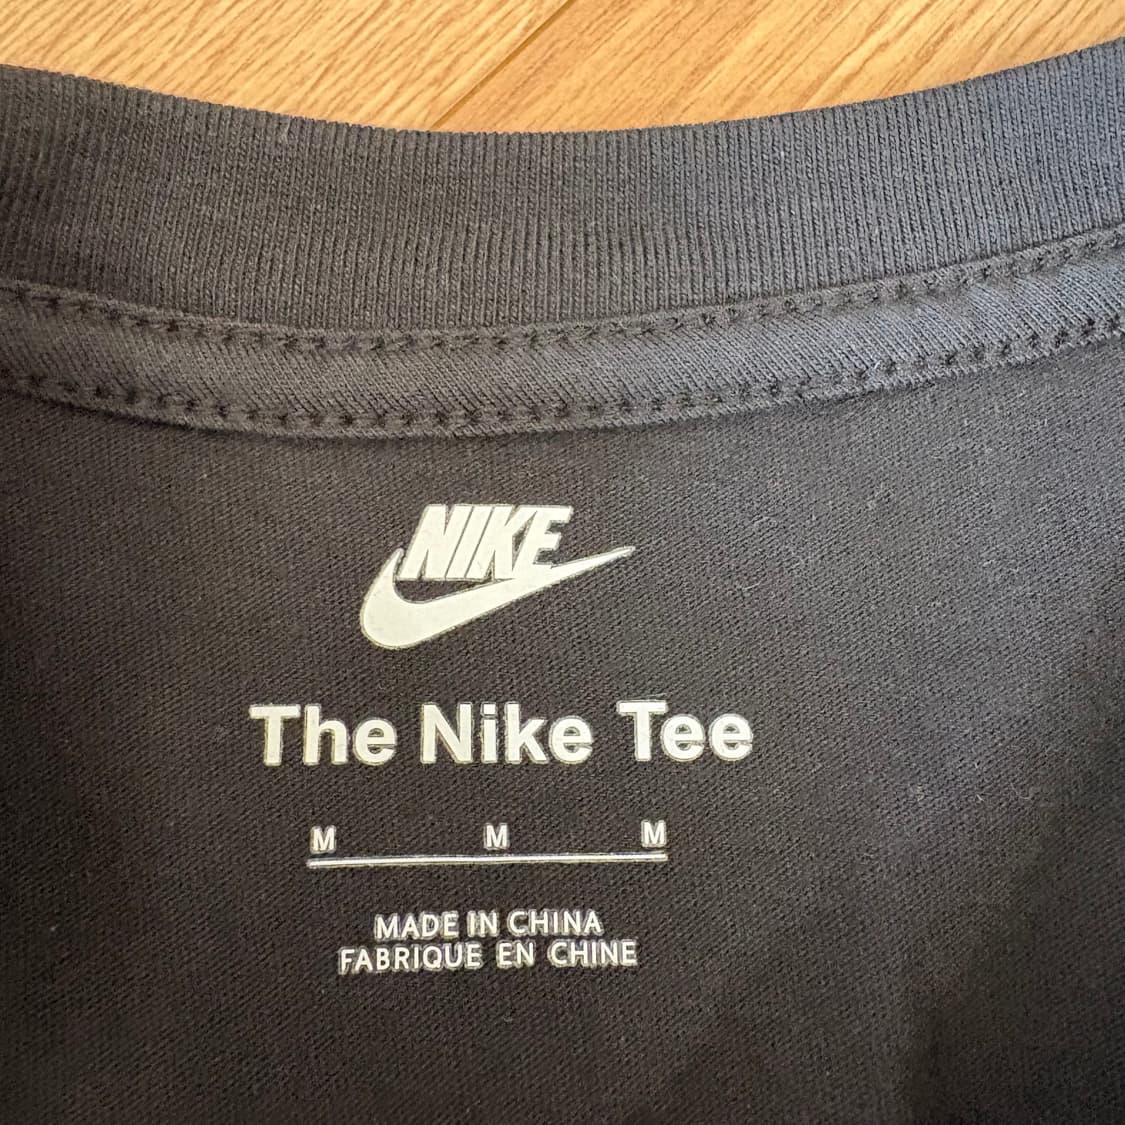 NIKE
The Nike Tee
M M M
MADE IN CHINA
FABRIQUE EN CHINE